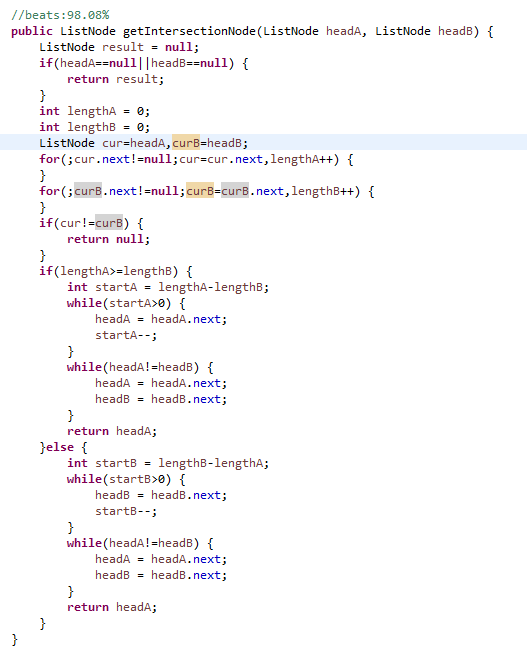 //beats:98.08%
public ListNode getIntersectionNode(ListNode headA, ListNode headB) {
    ListNode result = null;
    if(headA==null||headB==null) {
        return result;
    }
    int lengthA = 0;
    int lengthB = 0;
    ListNode cur=headA,curB=headB;
    for(;cur.next!=null;cur=cur.next,lengthA++) {
    }
    for(;curB.next!=null;curB=curB.next,lengthB++) {
    }
    if(cur!=curB) {
        return null;
    }
    if(lengthA>=lengthB) {
        int startA = lengthA-lengthB;
        while(startA>0) {
            headA = headA.next;
            startA--;
        }
        while(headA!=headB) {
            headA = headA.next;
            headB = headB.next;
        }
        return headA;
    }else {
        int startB = lengthB-lengthA;
        while(startB>0) {
            headB = headB.next;
            startB--;
        }
        while(headA!=headB) {
            headA = headA.next;
            headB = headB.next;
        }
        return headA;
    }
}